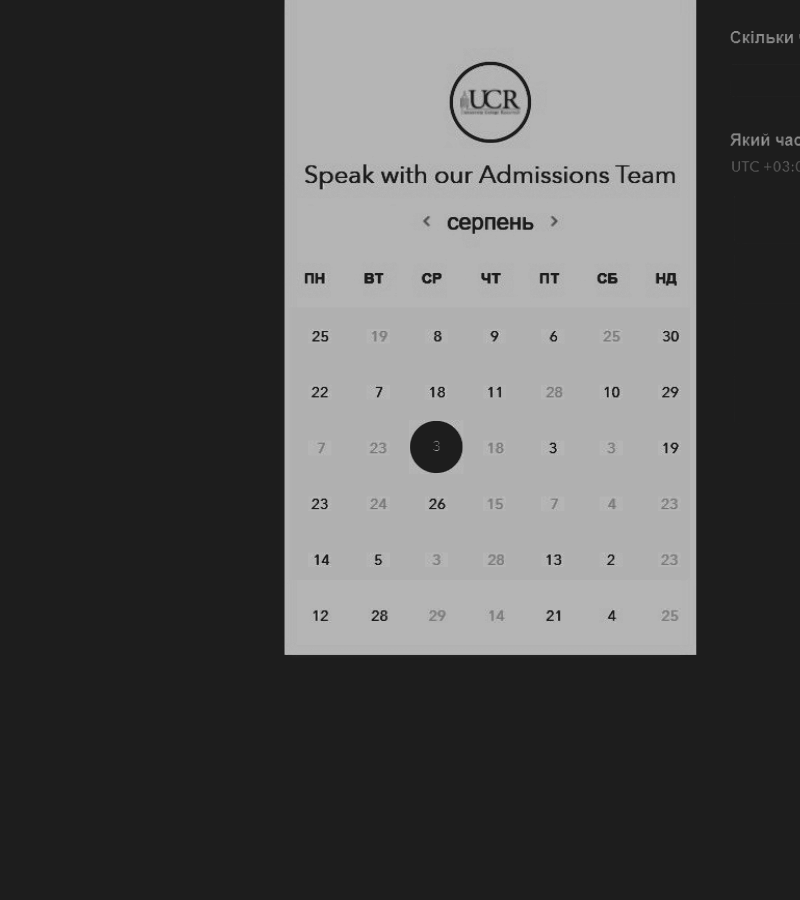 Скільки
UCR
Speak with our Admissions Team
Який час
UTC +03:0
‹ серпень ›
ПН ВТ СР ЧТ ПТ СБ НД
25 19 8 9 6 25 30
22 7 18 11 28 10 29
7 23 3 18 3 3 19
23 24 26 15 7 4 23
14 5 3 28 13 2 23
12 28 29 14 21 4 25